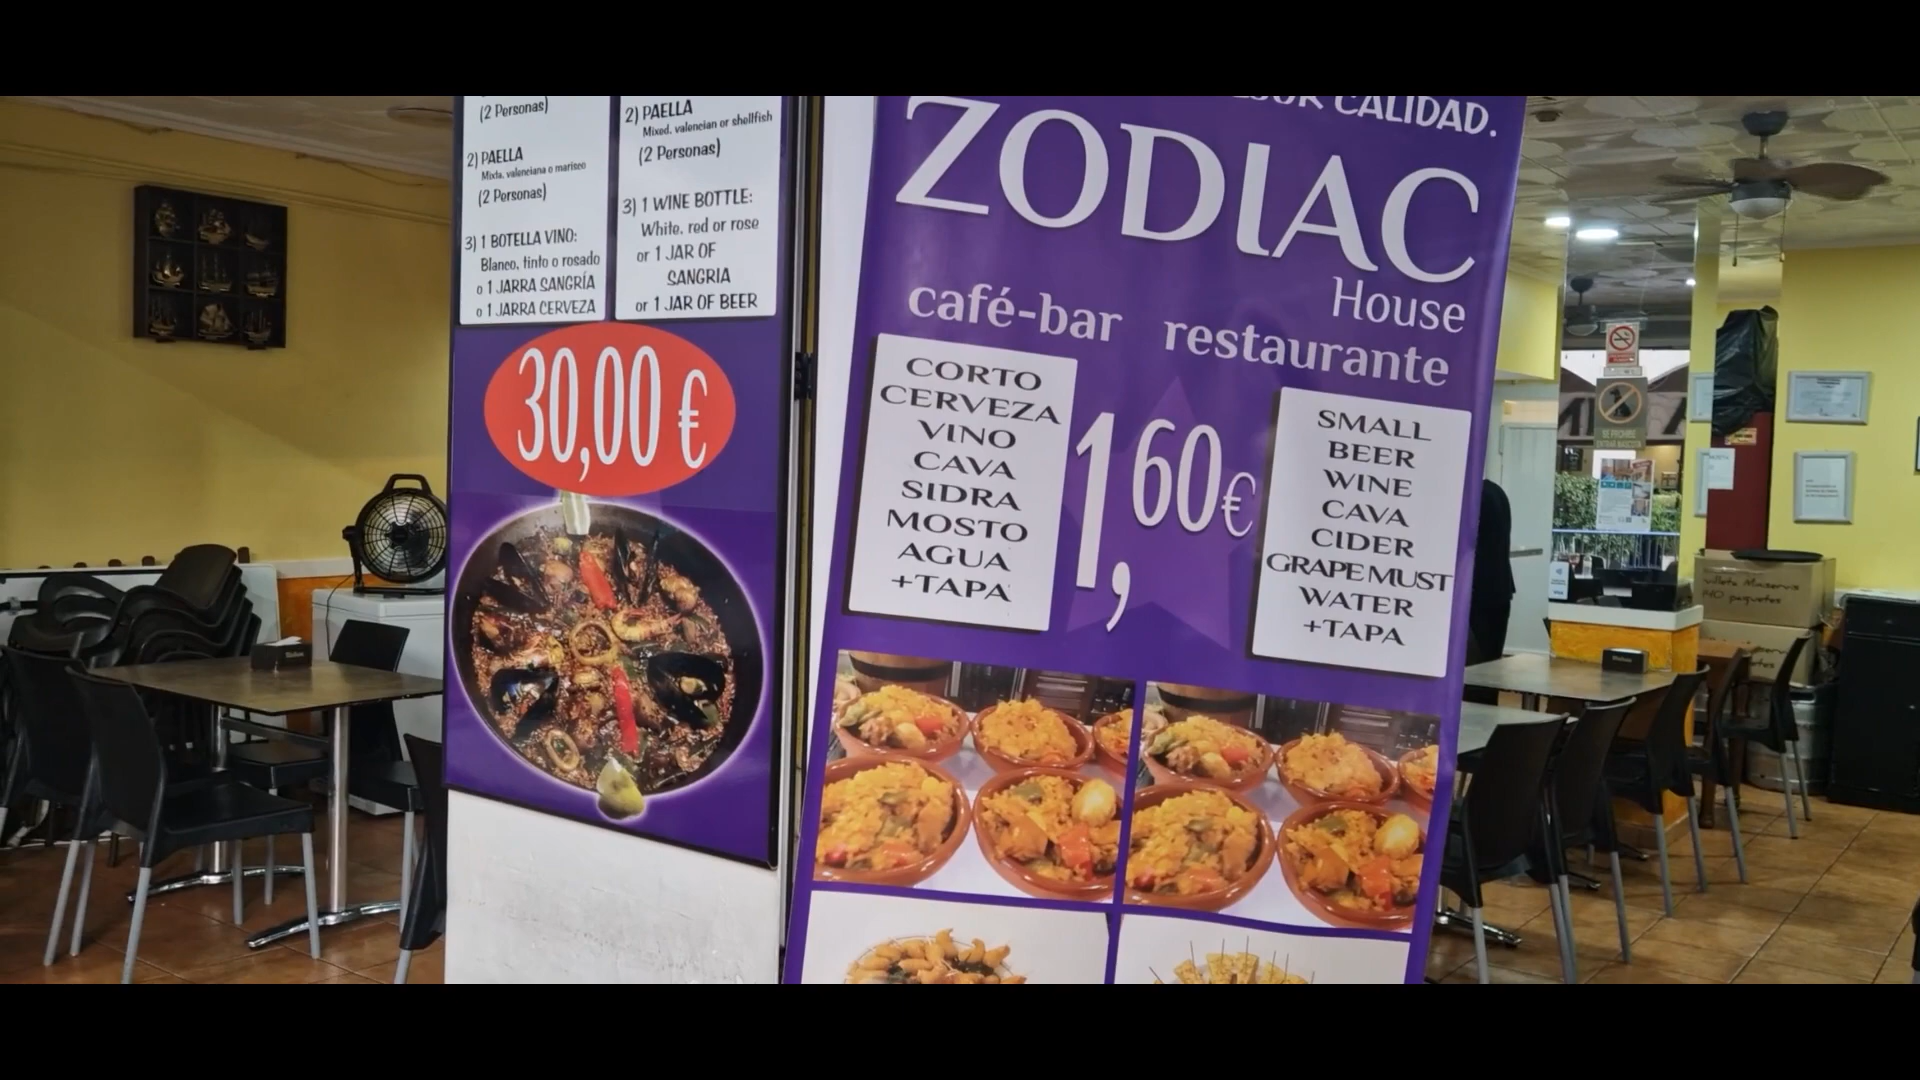 (2 Personas)
2) PAELLA
Mixta, valenciana o marisco
(2 Personas)
3) 1 BOTELLA VINO:
Blanco, tinto o rosado
o 1 JARRA SANGRÍA
o 1 JARRA CERVEZA
2) PAELLA
Mixed, valencian or shellfish
(2 Personas)
3) 1 WINE BOTTLE:
White, red or rose
or 1 JAR OF
SANGRIA
or 1 JAR OF BEER
30,00 €
CALIDAD.
ZODIAC
House
café-bar restaurante
CORTO
CERVEZA
VINO
CAVA
SIDRA
MOSTO
AGUA
+TAPA
1,60€
SMALL
BEER
WINE
CAVA
CIDER
GRAPE MUST
WATER
+TAPA
SE PROHIBE